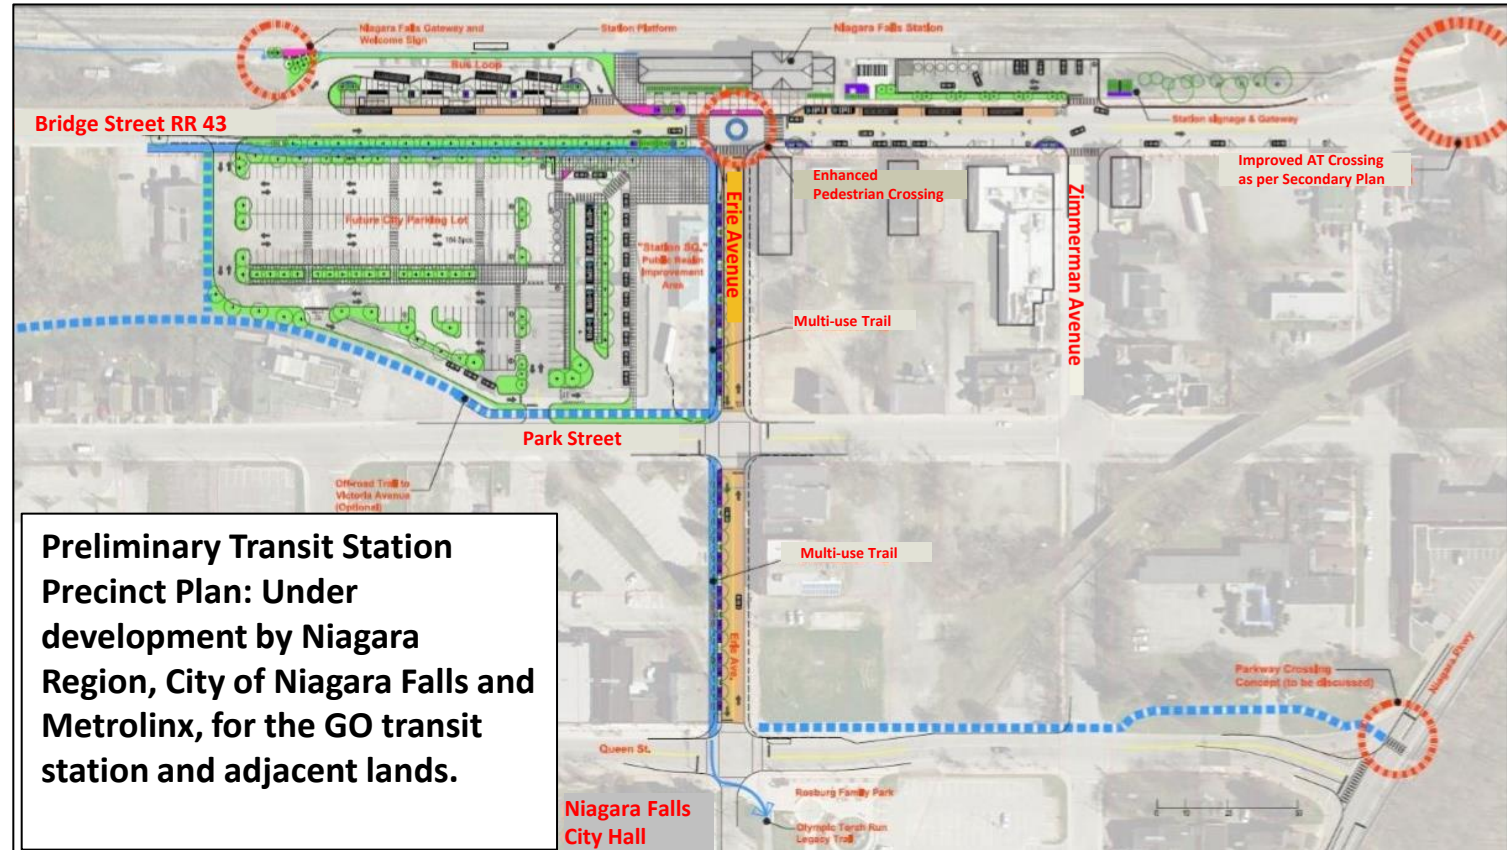 Niagara Falls Gateway and
Welcome Sign
Station Platform
Niagara Falls Station
Bus Loop
Bridge Street RR 43
Station signage & Gateway
Improved AT Crossing
as per Secondary Plan
Enhanced
Pedestrian Crossing
Erie Avenue
Zimmerman Avenue
Future City Parking Lot
"Station SQ."
Public Realm
Improvement
Area
Multi-use Trail
Park Street
Off-road Trail to
Victoria Avenue
(Optional)
Multi-use Trail
Erie Ave.
Preliminary Transit Station
Precinct Plan: Under
development by Niagara
Region, City of Niagara Falls and
Metrolinx, for the GO transit
station and adjacent lands.
Parkway Crossing
Concept (to be discussed)
Niagara Pkwy
Queen St.
Rosburg Family Park
Niagara Falls
City Hall
Olympic Torch Run
Legacy Trail